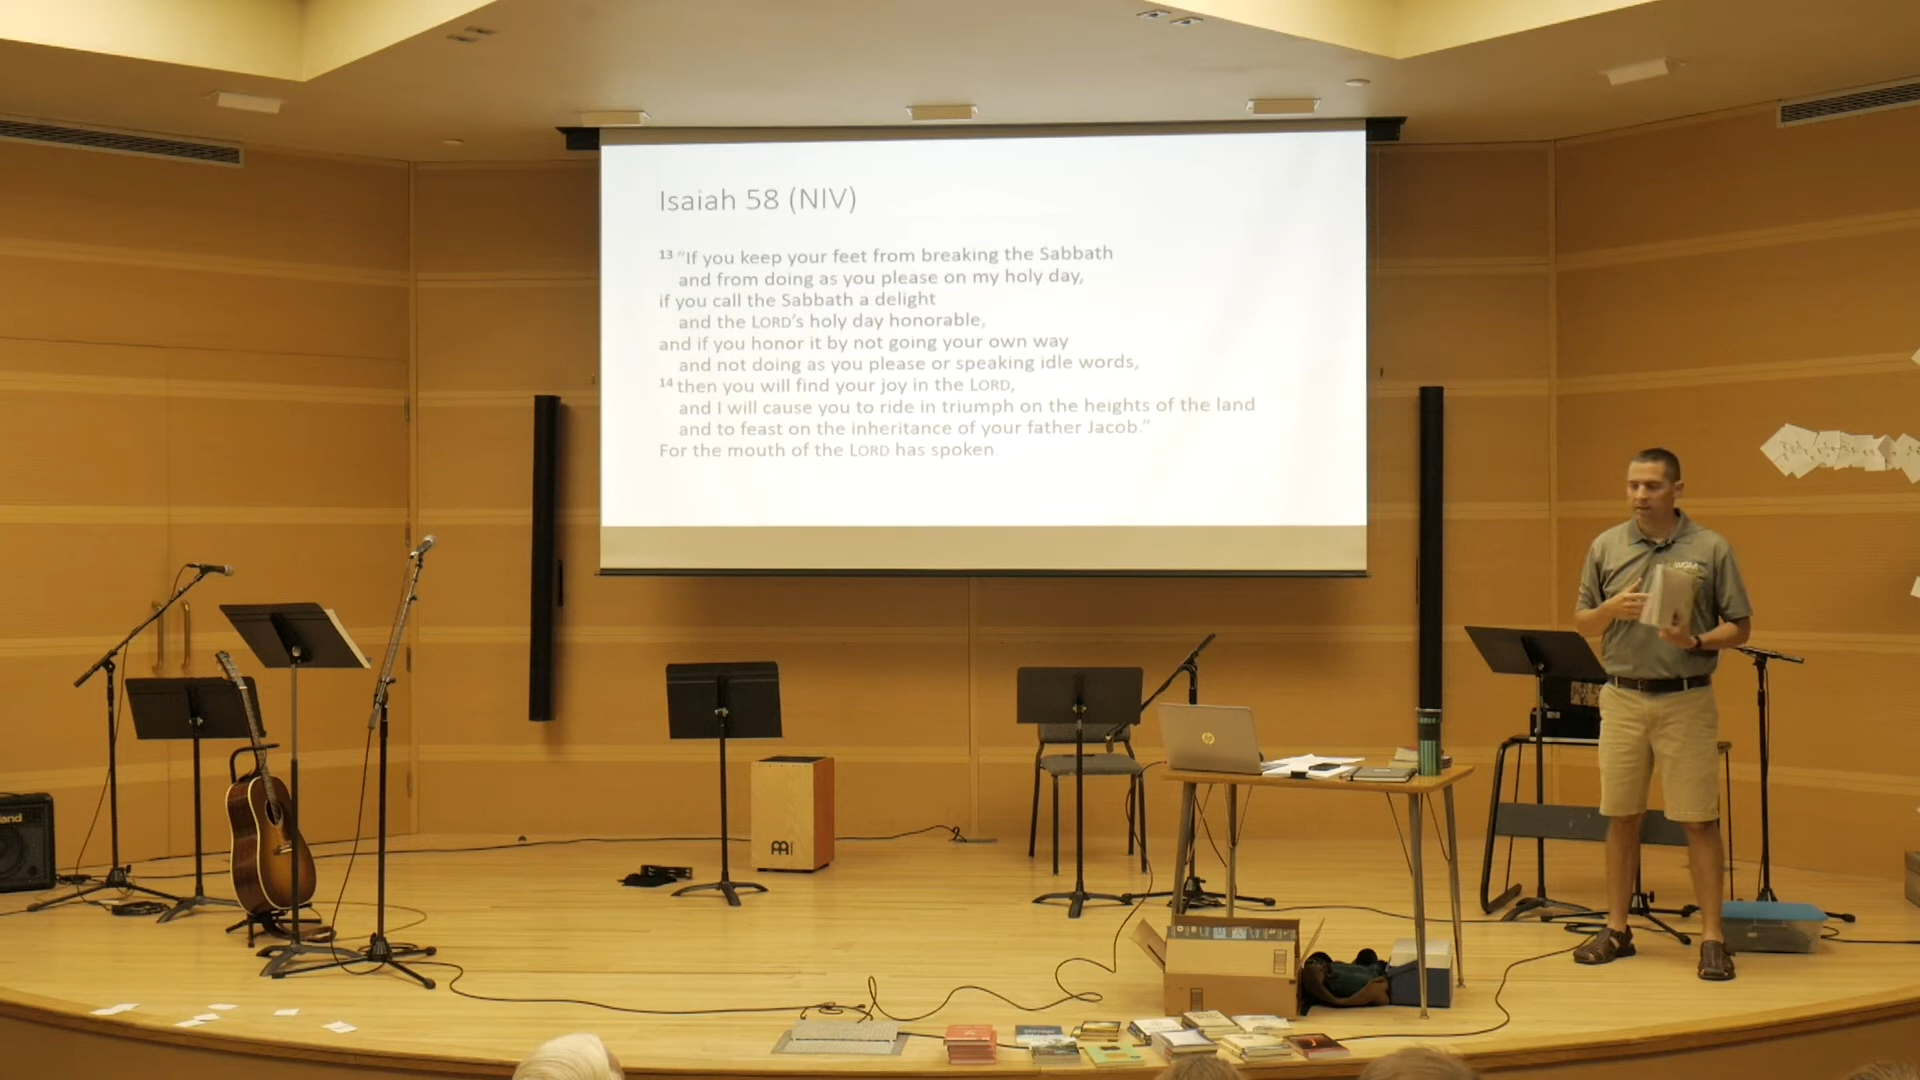 Isaiah 58 (NIV)
13 “If you keep your feet from breaking the Sabbath
and from doing as you please on my holy day,
if you call the Sabbath a delight
and the LORD’s holy day honorable,
and if you honor it by not going your own way
and not doing as you please or speaking idle words,
14 then you will find your joy in the LORD,
and I will cause you to ride in triumph on the heights of the land
and to feast on the inheritance of your father Jacob.”
For the mouth of the LORD has spoken.
WGM
hp
land